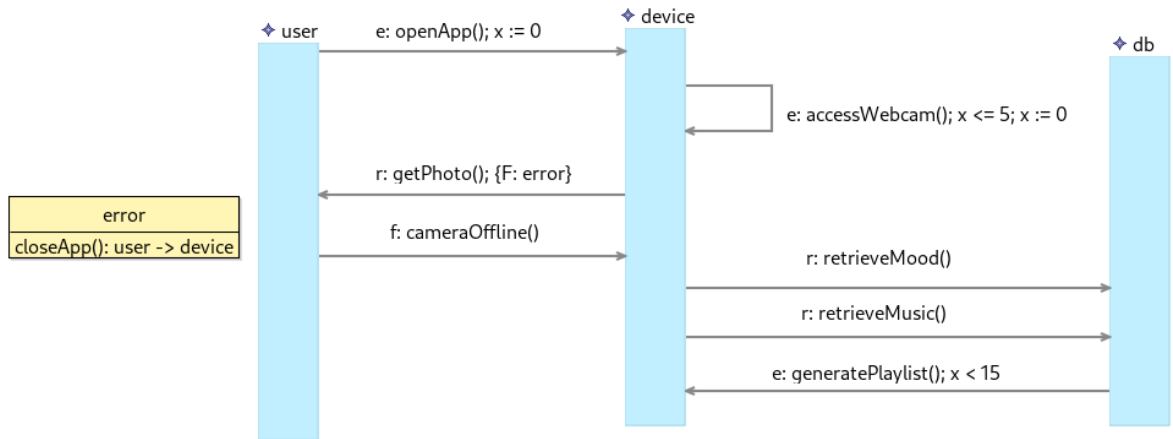 user
device
db
e: openApp(); x := 0
e: accessWebcam(); x <= 5; x := 0
r: getPhoto(); {F: error}
error
closeApp(): user -> device
f: cameraOffline()
r: retrieveMood()
r: retrieveMusic()
e: generatePlaylist(); x < 15